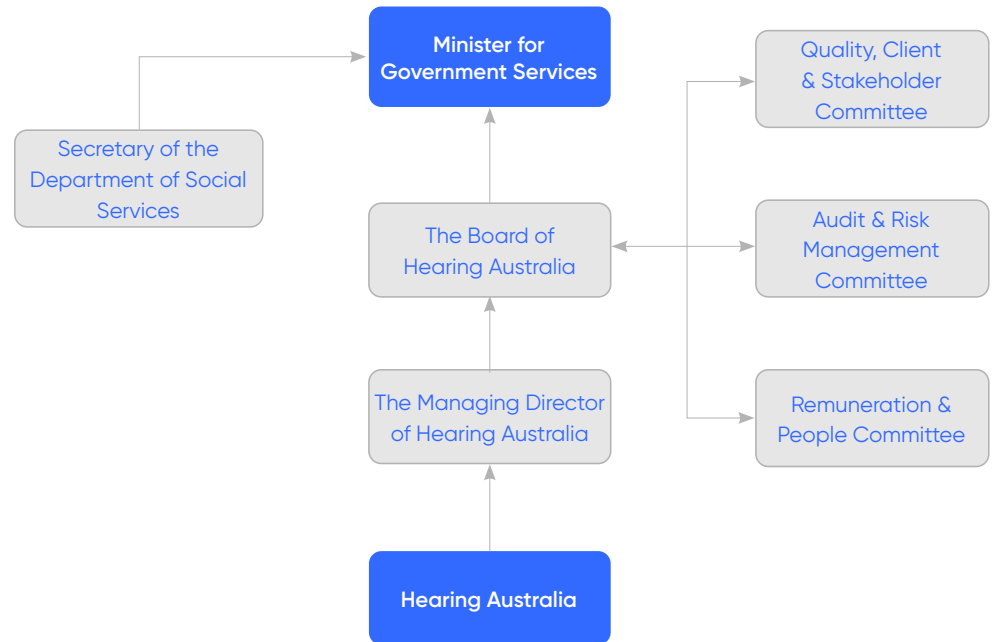 Minister for
Government Services
Quality, Client
& Stakeholder
Committee
Secretary of the
Department of Social
Services
The Board of
Hearing Australia
Audit & Risk
Management
Committee
The Managing Director
of Hearing Australia
Remuneration &
People Committee
Hearing Australia